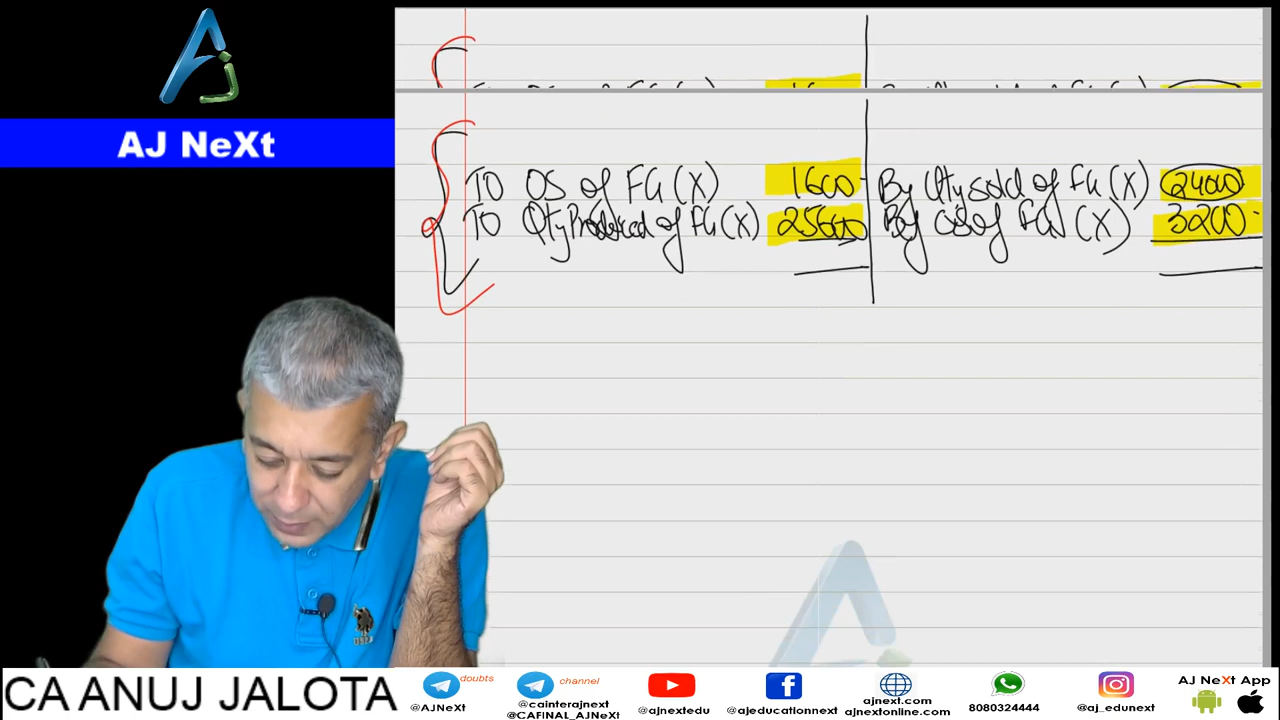 AJ NeXt
TO OS of FG (X) 1600 By Qty sold of FG (X) 24000
TO Qty Produced of FG (X) 25600 By CS of FG (X) 3200
CA ANUJ JALOTA
doubts
@AJNeXt
channel
@cainterajnext
@CAFINAL_AJNeXt
@ajnextedu
@ajeducationnext
ajnext.com
ajnextonline.com
8080324444
@aj_edunext
AJ NeXt App